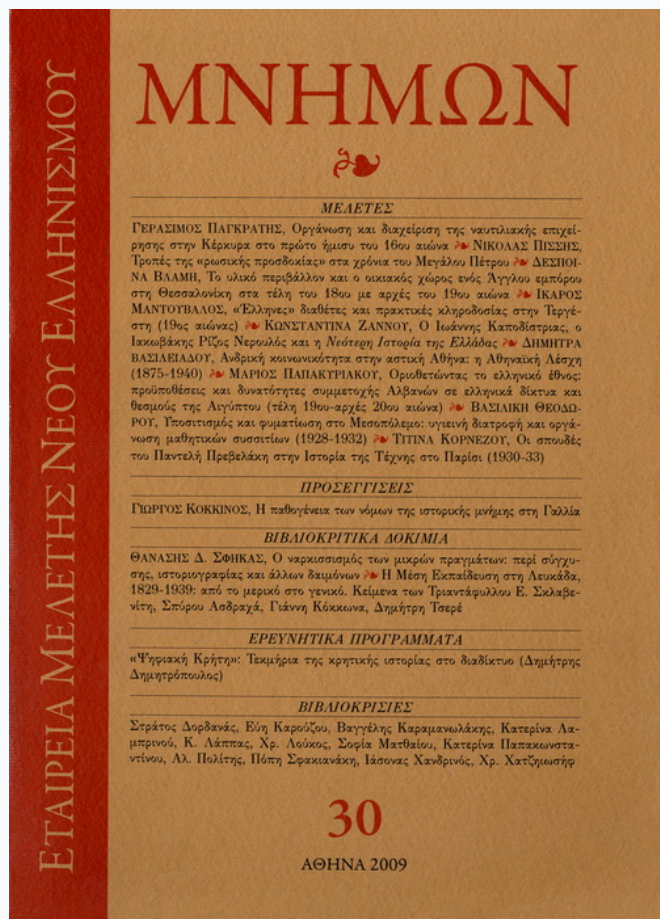 ΕΤΑΙΡΕΙΑ ΜΕΛΕΤΗΣ ΝΕΟΥ ΕΛΛΗΝΙΣΜΟΥ
ΜΝΗΜΩΝ
ΜΕΛΕΤΕΣ
ΓΕΡΑΣΙΜΟΣ ΠΑΓΚΡΑΤΗΣ, Οργάνωση και διαχείριση της ναυτιλιακής επιχεί-
ρησης στην Κέρκυρα στο πρώτο ήμισυ του 16ου αιώνα ❧ ΝΙΚΟΛΑΣ ΠΙΣΣΗΣ,
Τροπές της «ρωσικής προσδοκίας» στα χρόνια του Μεγάλου Πέτρου ❧ ΔΕΣΠΟΙ-
ΝΑ ΒΛΑΜΗ, Το υλικό περιβάλλον και ο οικιακός χώρος ενός Άγγλου εμπόρου
στη Θεσσαλονίκη στα τέλη του 18ου με αρχές του 19ου αιώνα ❧ ΙΚΑΡΟΣ
ΜΑΝΤΟΥΒΑΛΟΣ, «Έλληνες» διαθέτες και πρακτικές κληροδοσίας στην Τεργέ-
στη (19ος αιώνας) ❧ ΚΩΝΣΤΑΝΤΙΝΑ ΖΑΝΝΟΥ, Ο Ιωάννης Καποδίστριας, ο
Ιακωβάκης Ρίζος Νερουλός και η Νεότερη Ιστορία της Ελλάδας ❧ ΔΗΜΗΤΡΑ
ΒΑΣΙΛΕΙΑΔΟΥ, Ανδρική κοινωνικότητα στην αστική Αθήνα: η Αθηναϊκή Λέσχη
(1875-1940) ❧ ΜΑΡΙΟΣ ΠΑΠΑΚΥΡΙΑΚΟΥ, Οριοθετώντας το ελληνικό έθνος:
προϋποθέσεις και δυνατότητες συμμετοχής Αλβανών σε ελληνικά δίκτυα και
θεσμούς της Αιγύπτου (τέλη 19ου-αρχές 20ου αιώνα) ❧ ΒΑΣΙΛΙΚΗ ΘΕΟΔΩ-
ΡΟΥ, Υποσιτισμός και φυματίωση στο Μεσοπόλεμο: υγιεινή διατροφή και οργά-
νωση μαθητικών συσσιτίων (1928-1932) ❧ ΤΙΤΙΝΑ ΚΟΡΝΕΖΟΥ, Οι σπουδές
του Παντελή Πρεβελάκη στην Ιστορία της Τέχνης στο Παρίσι (1930-33)
ΠΡΟΣΕΓΓΙΣΕΙΣ
ΓΙΩΡΓΟΣ ΚΟΚΚΙΝΟΣ, Η παθογένεια των νόμων της ιστορικής μνήμης στη Γαλλία
ΒΙΒΛΙΟΚΡΙΤΙΚΑ ΔΟΚΙΜΙΑ
ΘΑΝΑΣΗΣ Δ. ΣΦΗΚΑΣ, Ο ναρκισσισμός των μικρών πραγμάτων: περί σύγχυ-
σης, ιστοριογραφίας και άλλων δαιμόνων ❧ Η Μέση Εκπαίδευση στη Λευκάδα,
1829-1939: από το μερικό στο γενικό. Κείμενα των Τριαντάφυλλου Ε. Σκλαβε-
νίτη, Σπύρου Ασδραχά, Γιάννη Κόκκωνα, Δημήτρη Τσερέ
ΕΡΕΥΝΗΤΙΚΑ ΠΡΟΓΡΑΜΜΑΤΑ
«Ψηφιακή Κρήτη»: Τεκμήρια της κρητικής ιστορίας στο διαδίκτυο (Δημήτρης
Δημητρόπουλος)
ΒΙΒΛΙΟΚΡΙΣΙΕΣ
Στράτος Δορδανάς, Εύη Καρούζου, Βαγγέλης Καραμανωλάκης, Κατερίνα Λα-
μπρινού, Κ. Λάππας, Χρ. Λούκος, Σοφία Ματθαίου, Κατερίνα Παπακωνστα-
ντίνου, Αλ. Πολίτης, Πόπη Σφακιανάκη, Ιάσονας Χανδρινός, Χρ. Χατζηιωσήφ
30
ΑΘΗΝΑ 2009